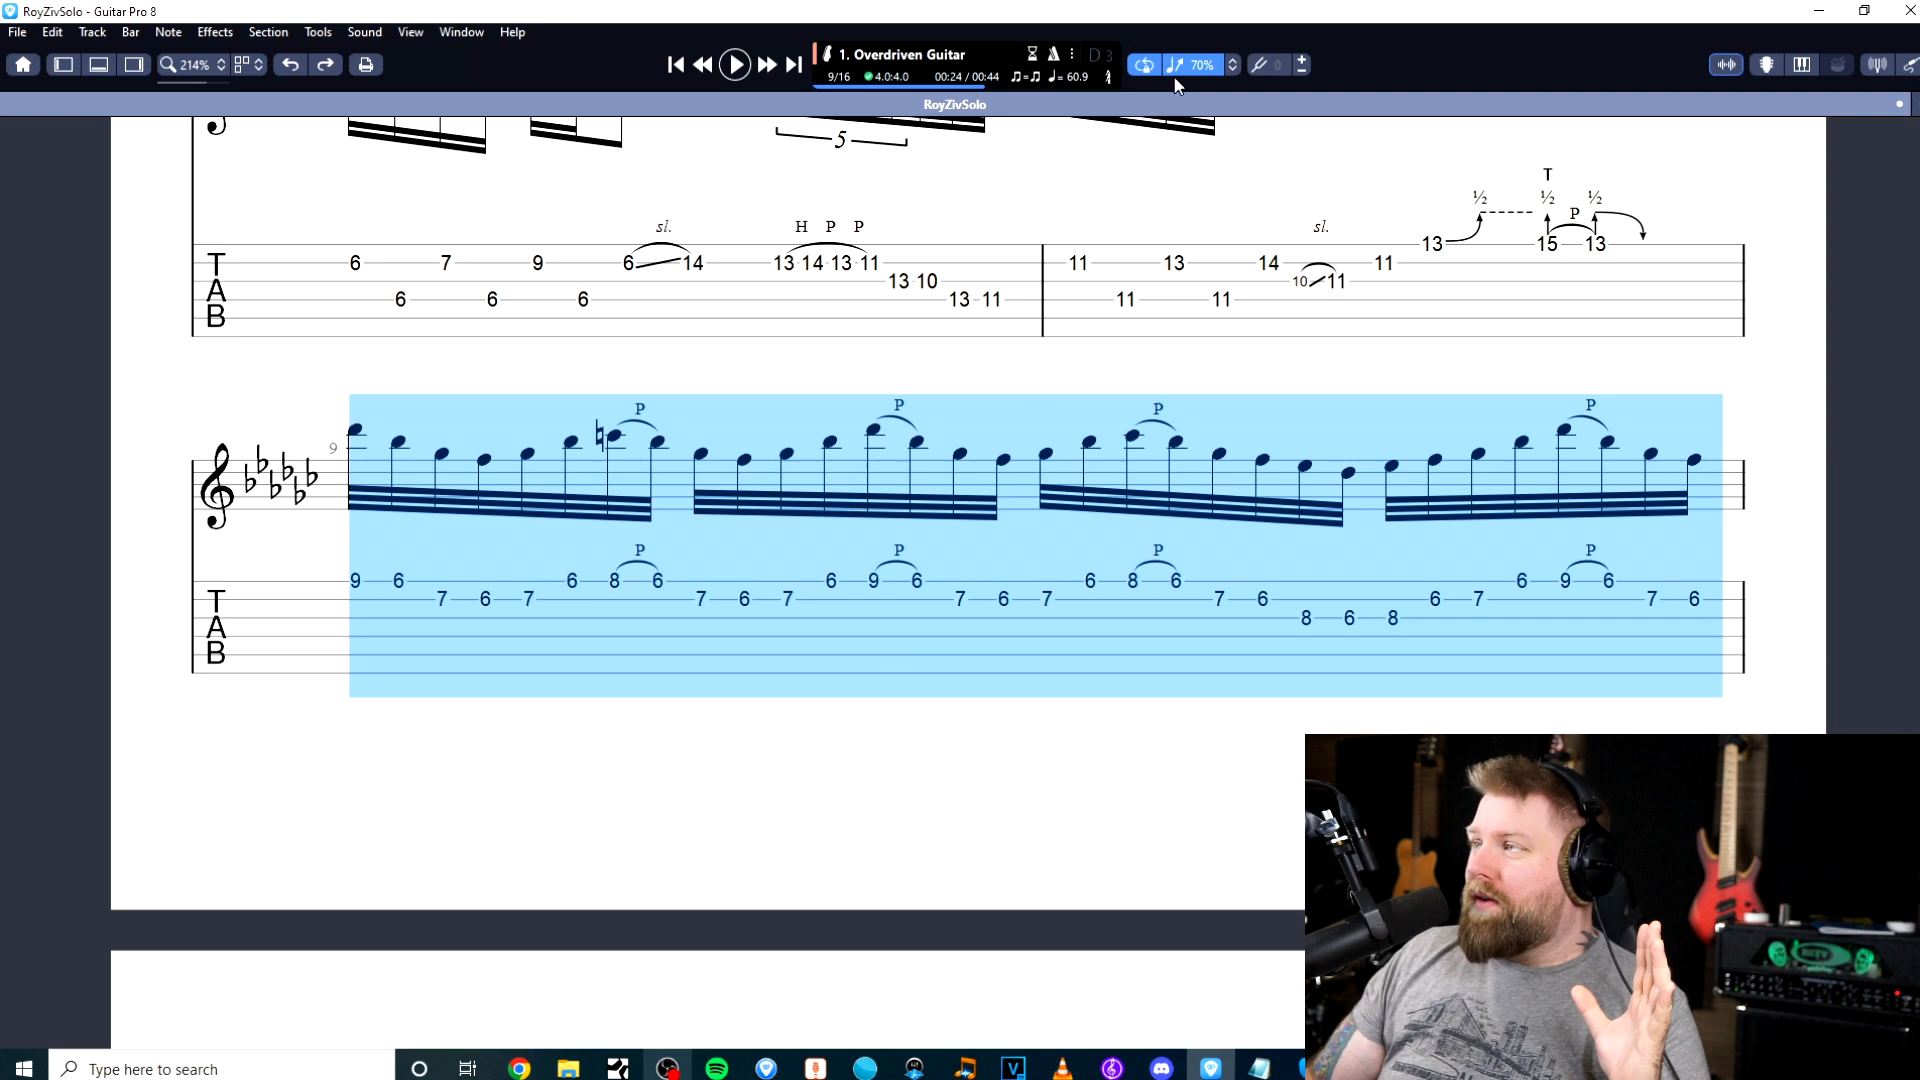 RoyZivSolo - Guitar Pro 8
File Edit Track Bar Note Effects Section Tools Sound View Window Help
214%
1. Overdriven Guitar
D 3
9/16 4.0:4.0 00:24 / 00:44 ♫=♫ ♩= 60.9
70%
0
RoyZivSolo
5
T
½ ½ ½
sl. H P P sl. P
13 15 13
6 7 9 6 14 13 14 13 11 11 13 14 11
13 10 10 11
6 6 6 13 11 11 11
T
A
B
P P P P
9
P P P P
9 6 6 8 6 6 9 6 6 8 6 6 9 6
7 6 7 7 6 7 7 6 7 7 6 6 7 7 6
8 6 8
T
A
B
Type here to search